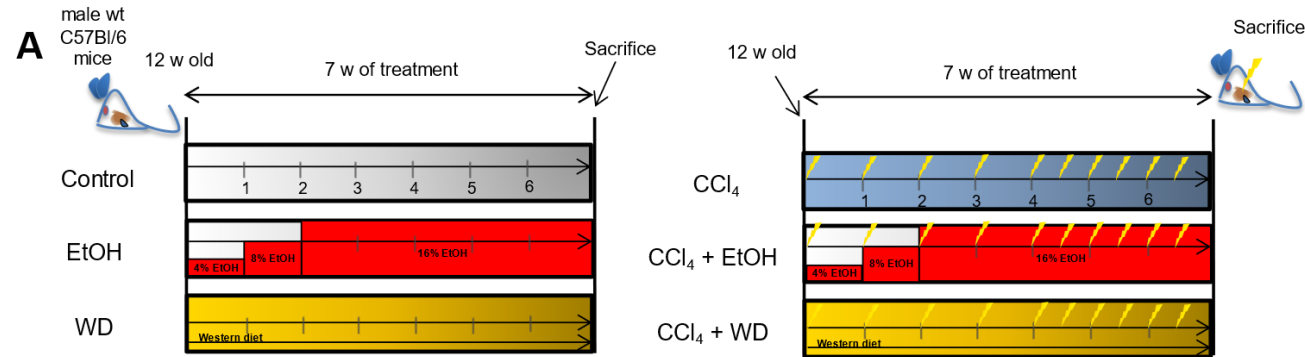 A
male wt
C57Bl/6
mice
12 w old
7 w of treatment
Sacrifice
Control
1 2 3 4 5 6
EtOH
4% EtOH
8% EtOH
16% EtOH
WD
Western diet
12 w old
7 w of treatment
Sacrifice
CCl₄
1 2 3 4 5 6
CCl₄ + EtOH
4% EtOH
8% EtOH
16% EtOH
CCl₄ + WD
Western diet